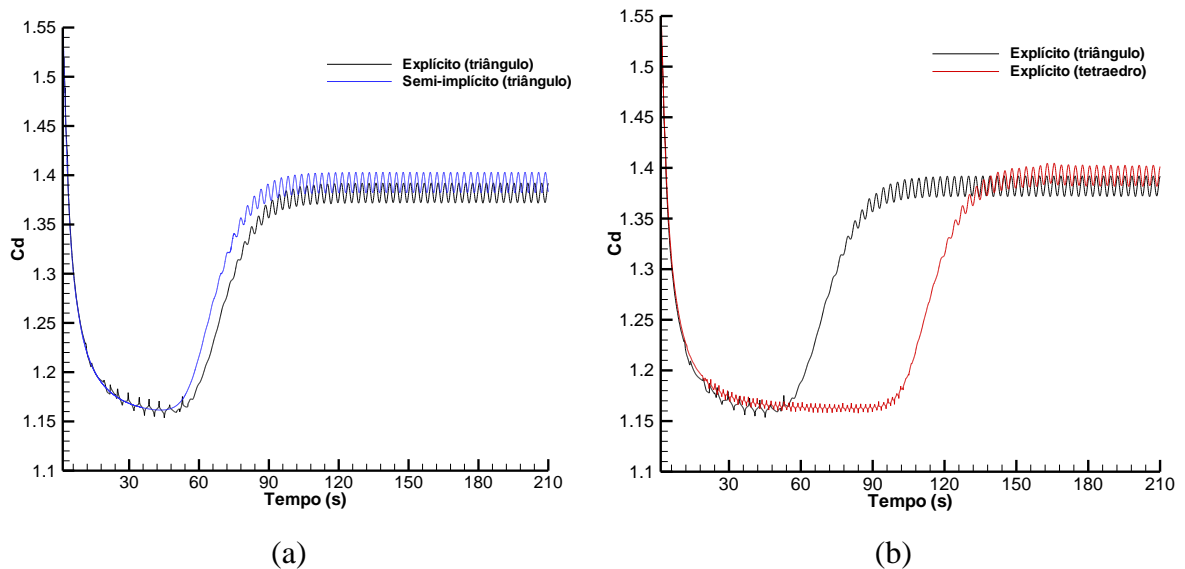 1.55
1.5
1.45
1.4
1.35
1.3
1.25
1.2
1.15
1.1
Cd
30 60 90 120 150 180 210
Tempo (s)
Explícito (triângulo)
Semi-implícito (triângulo)
(a)
1.55
1.5
1.45
1.4
1.35
1.3
1.25
1.2
1.15
1.1
Cd
30 60 90 120 150 180 210
Tempo (s)
Explícito (triângulo)
Explícito (tetraedro)
(b)